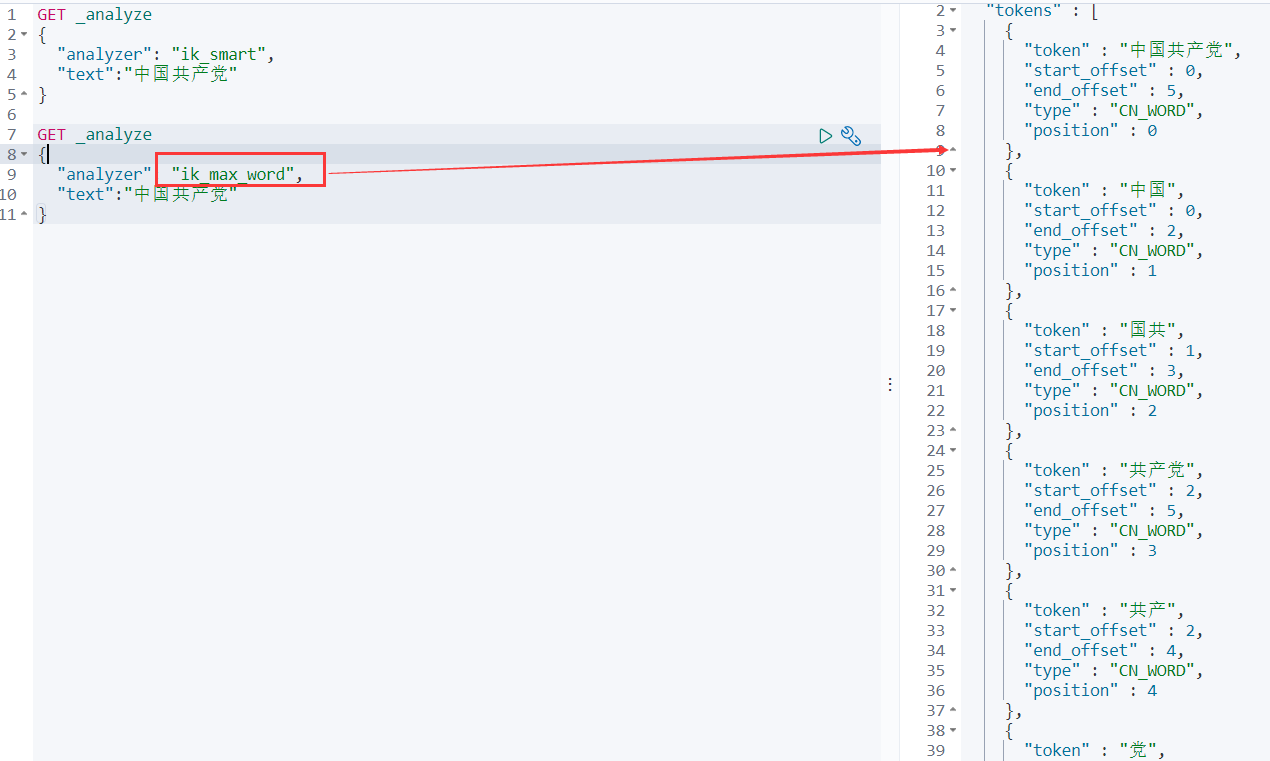 1 GET _analyze
2 {
3 "analyzer": "ik_smart",
4 "text":"中国共产党"
5 }
6
7 GET _analyze
8 {
9 "analyzer": "ik_max_word",
10 "text":"中国共产党"
11 }
2 "tokens" : [
3 {
4 "token" : "中国共产党",
5 "start_offset" : 0,
6 "end_offset" : 5,
7 "type" : "CN_WORD",
8 "position" : 0
9 },
10 {
11 "token" : "中国",
12 "start_offset" : 0,
13 "end_offset" : 2,
14 "type" : "CN_WORD",
15 "position" : 1
16 },
17 {
18 "token" : "国共",
19 "start_offset" : 1,
20 "end_offset" : 3,
21 "type" : "CN_WORD",
22 "position" : 2
23 },
24 {
25 "token" : "共产党",
26 "start_offset" : 2,
27 "end_offset" : 5,
28 "type" : "CN_WORD",
29 "position" : 3
30 },
31 {
32 "token" : "共产",
33 "start_offset" : 2,
34 "end_offset" : 4,
35 "type" : "CN_WORD",
36 "position" : 4
37 },
38 {
39 "token" : "党",